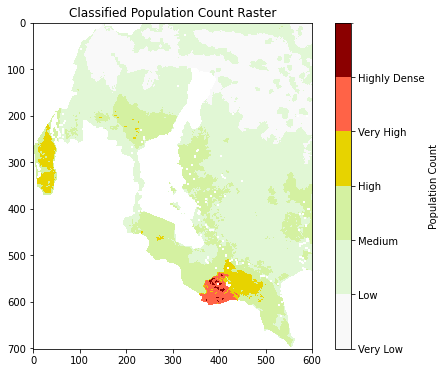 Classified Population Count Raster
0
100
200
300
400
500
600
700
0
100
200
300
400
500
600
Highly Dense
Very High
High
Medium
Low
Very Low
Population Count